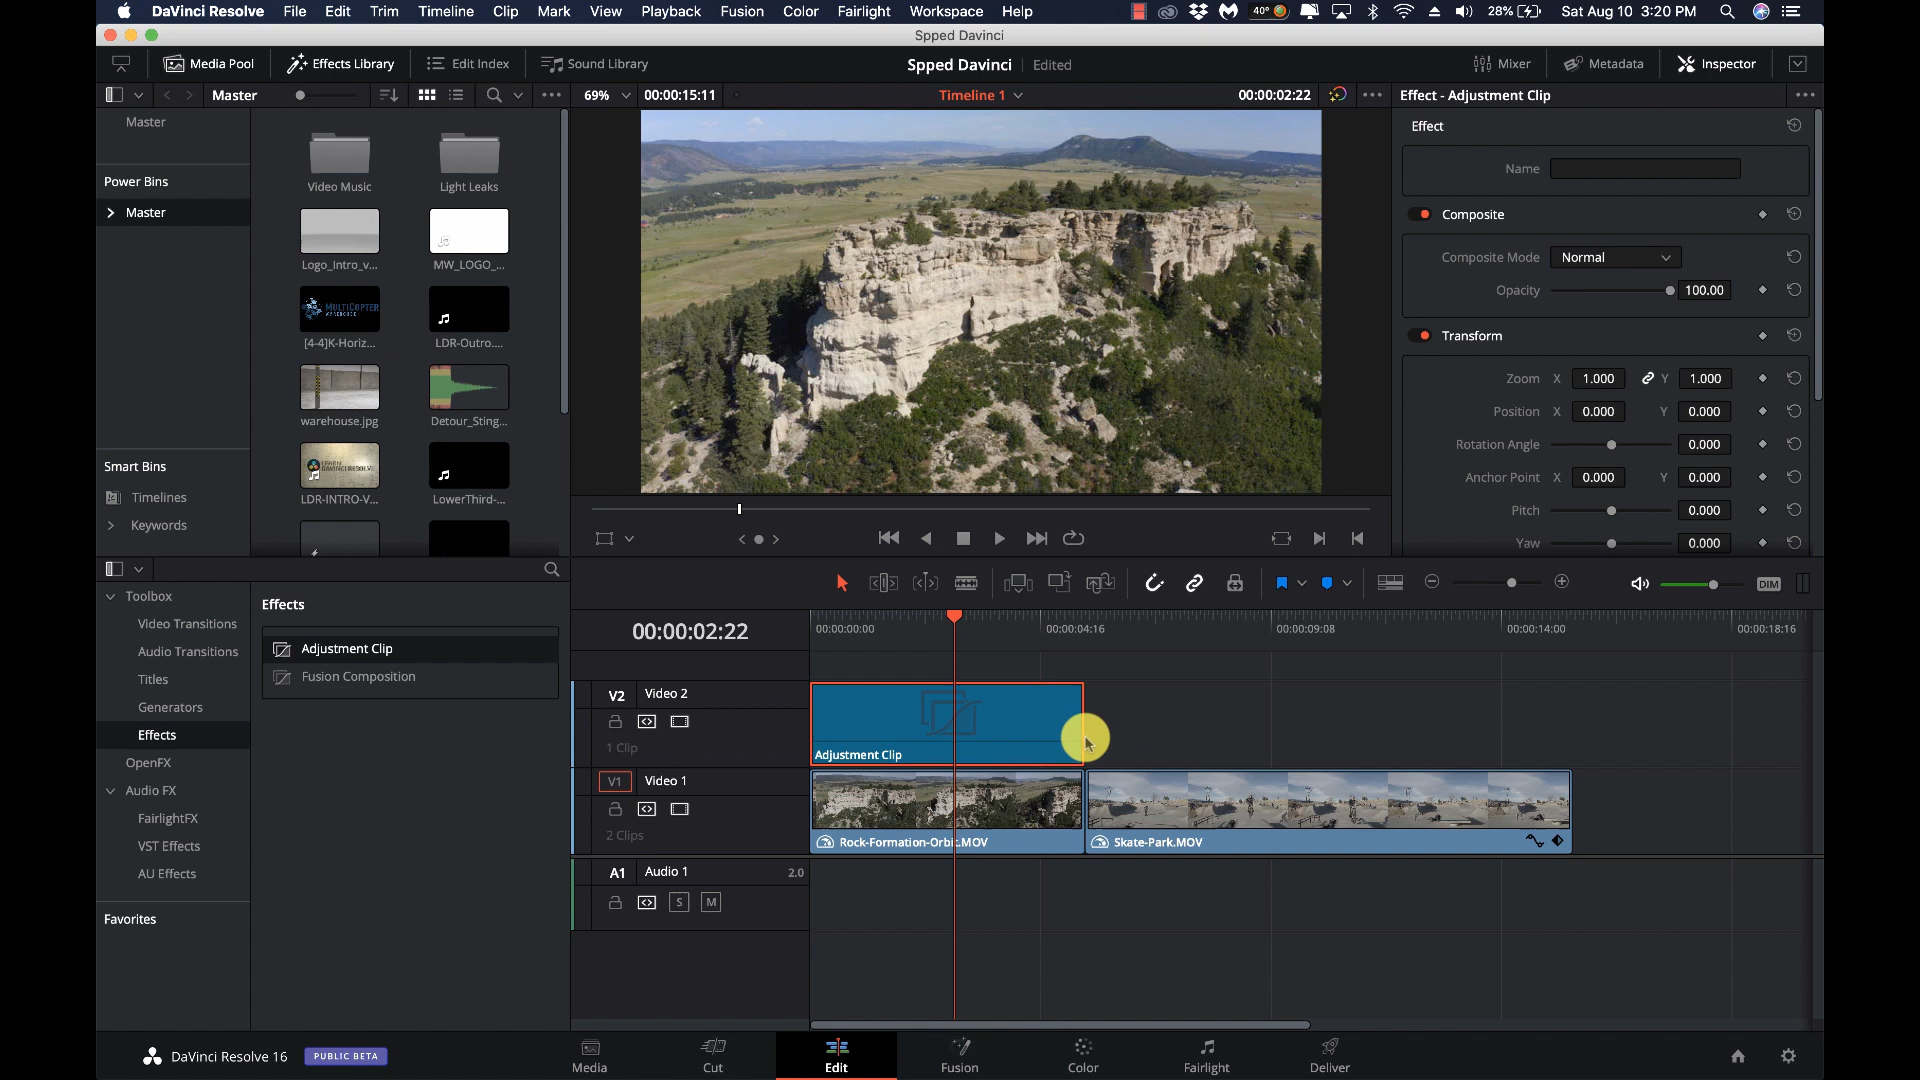 DaVinci Resolve File Edit Trim Timeline Clip Mark View Playback Fusion Color Fairlight Workspace Help 40° 28% Sat Aug 10 3:20 PM
Spped Davinci
Media Pool Effects Library Edit Index Sound Library Spped Davinci Edited Mixer Metadata Inspector
Master 69% 00:00:15:11 Timeline 1 00:00:02:22 Effect - Adjustment Clip
Master
Power Bins
Master
Smart Bins
Timelines
Keywords
Video Music Light Leaks
Logo_Intro_v... MW_LOGO_...
MULTICOPTER
WAREHOUSE
[4-4]K-Horiz... LDR-Outro....
warehouse.jpg Detour_Sting...
LEARN
DAVINCI RESOLVE
LDR-INTRO-V... LowerThird-...
Effect
Name
Composite
Composite Mode Normal
Opacity 100.00
Transform
Zoom X 1.000 Y 1.000
Position X 0.000 Y 0.000
Rotation Angle 0.000
Anchor Point X 0.000 Y 0.000
Pitch 0.000
Yaw 0.000
Toolbox
Video Transitions
Audio Transitions
Titles
Generators
Effects
OpenFX
Audio FX
FairlightFX
VST Effects
AU Effects
Favorites
Effects
Adjustment Clip
Fusion Composition
DIM
00:00:02:22
00:00:00:00 00:00:04:16 00:00:09:08 00:00:14:00 00:00:18:16
V2 Video 2
1 Clip
Adjustment Clip
V1 Video 1
2 Clips
Rock-Formation-Orbit.MOV Skate-Park.MOV
A1 Audio 1 2.0
S M
DaVinci Resolve 16 PUBLIC BETA
Media Cut Edit Fusion Color Fairlight Deliver